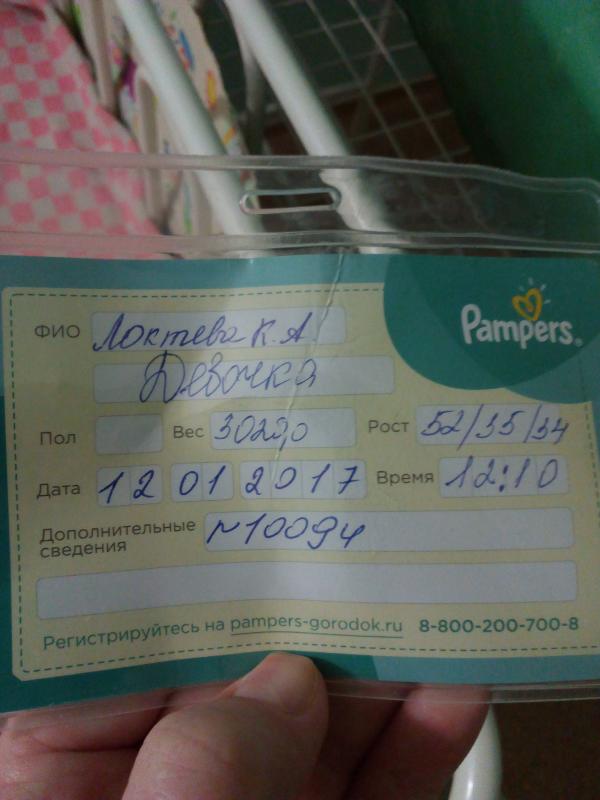 Pampers®
ФИО Локтева К. А
Девочка
Пол Вес 3020,0 Рост 52/35/34
Дата 12 01 2017 Время 12:10
Дополнительные сведения №10094
Регистрируйтесь на pampers-gorodok.ru 8-800-200-700-8